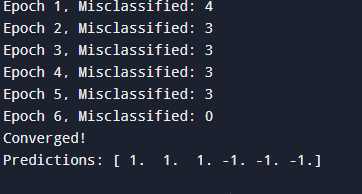 Epoch 1, Misclassified: 4
Epoch 2, Misclassified: 3
Epoch 3, Misclassified: 3
Epoch 4, Misclassified: 3
Epoch 5, Misclassified: 3
Epoch 6, Misclassified: 0
Converged!
Predictions: [ 1.  1.  1. -1. -1. -1.]